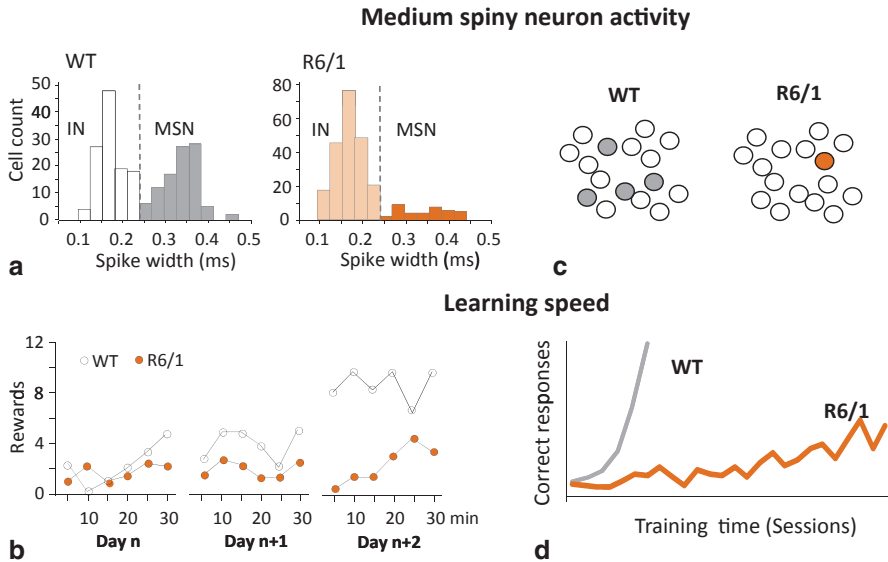 Medium spiny neuron activity
WT
Cell count
50
40
30
20
10
0
IN
MSN
0.1
0.2
0.3
0.4
0.5
Spike width (ms)
R6/1
80
60
40
20
0
IN
MSN
0.1
0.2
0.3
0.4
0.5
Spike width (ms)
a
WT
R6/1
c
Learning speed
Rewards
12
8
4
0
WT
R6/1
10 20 30
10 20 30
10 20 30 min
Day n
Day n+1
Day n+2
b
Correct responses
WT
R6/1
Training time (Sessions)
d